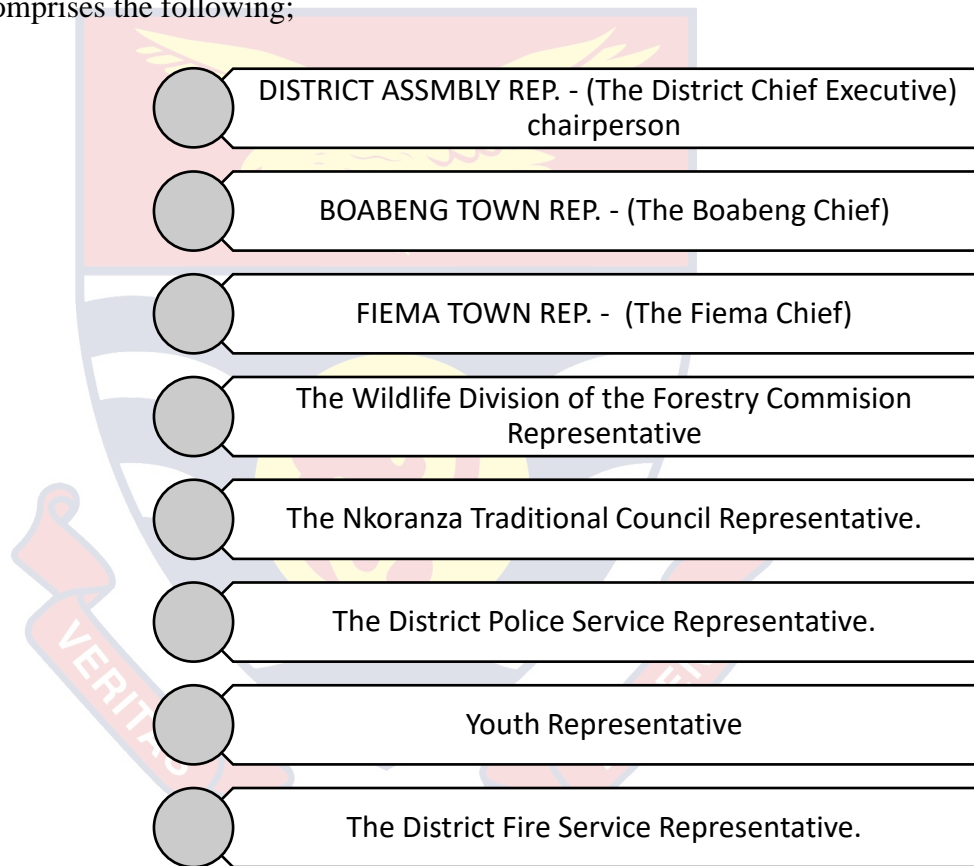 omprises the following;
DISTRICT ASSMBLY REP. - (The District Chief Executive)
chairperson
BOABENG TOWN REP. - (The Boabeng Chief)
FIEMA TOWN REP. - (The Fiema Chief)
The Wildlife Division of the Forestry Commision
Representative
The Nkoranza Traditional Council Representative.
The District Police Service Representative.
Youth Representative
The District Fire Service Representative.
VERITAS